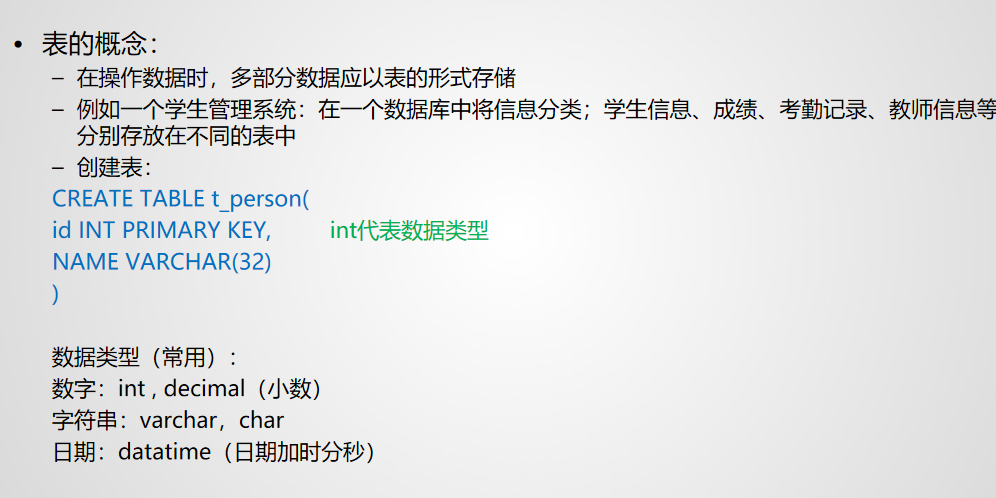 • 表的概念：
– 在操作数据时，多部分数据应以表的形式存储
– 例如一个学生管理系统：在一个数据库中将信息分类；学生信息、成绩、考勤记录、教师信息等
分别存放在不同的表中
– 创建表：
CREATE TABLE t_person(
id INT PRIMARY KEY, int代表数据类型
NAME VARCHAR(32)
)
数据类型（常用）：
数字：int , decimal（小数）
字符串：varchar，char
日期：datatime（日期加时分秒）